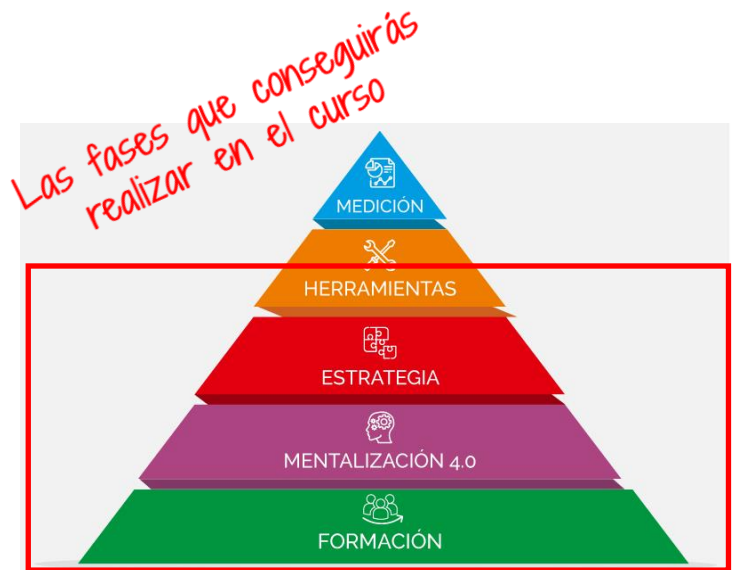 Las fases que conseguirás
realizar en el curso
MEDICIÓN
HERRAMIENTAS
ESTRATEGIA
MENTALIZACIÓN 4.0
FORMACIÓN